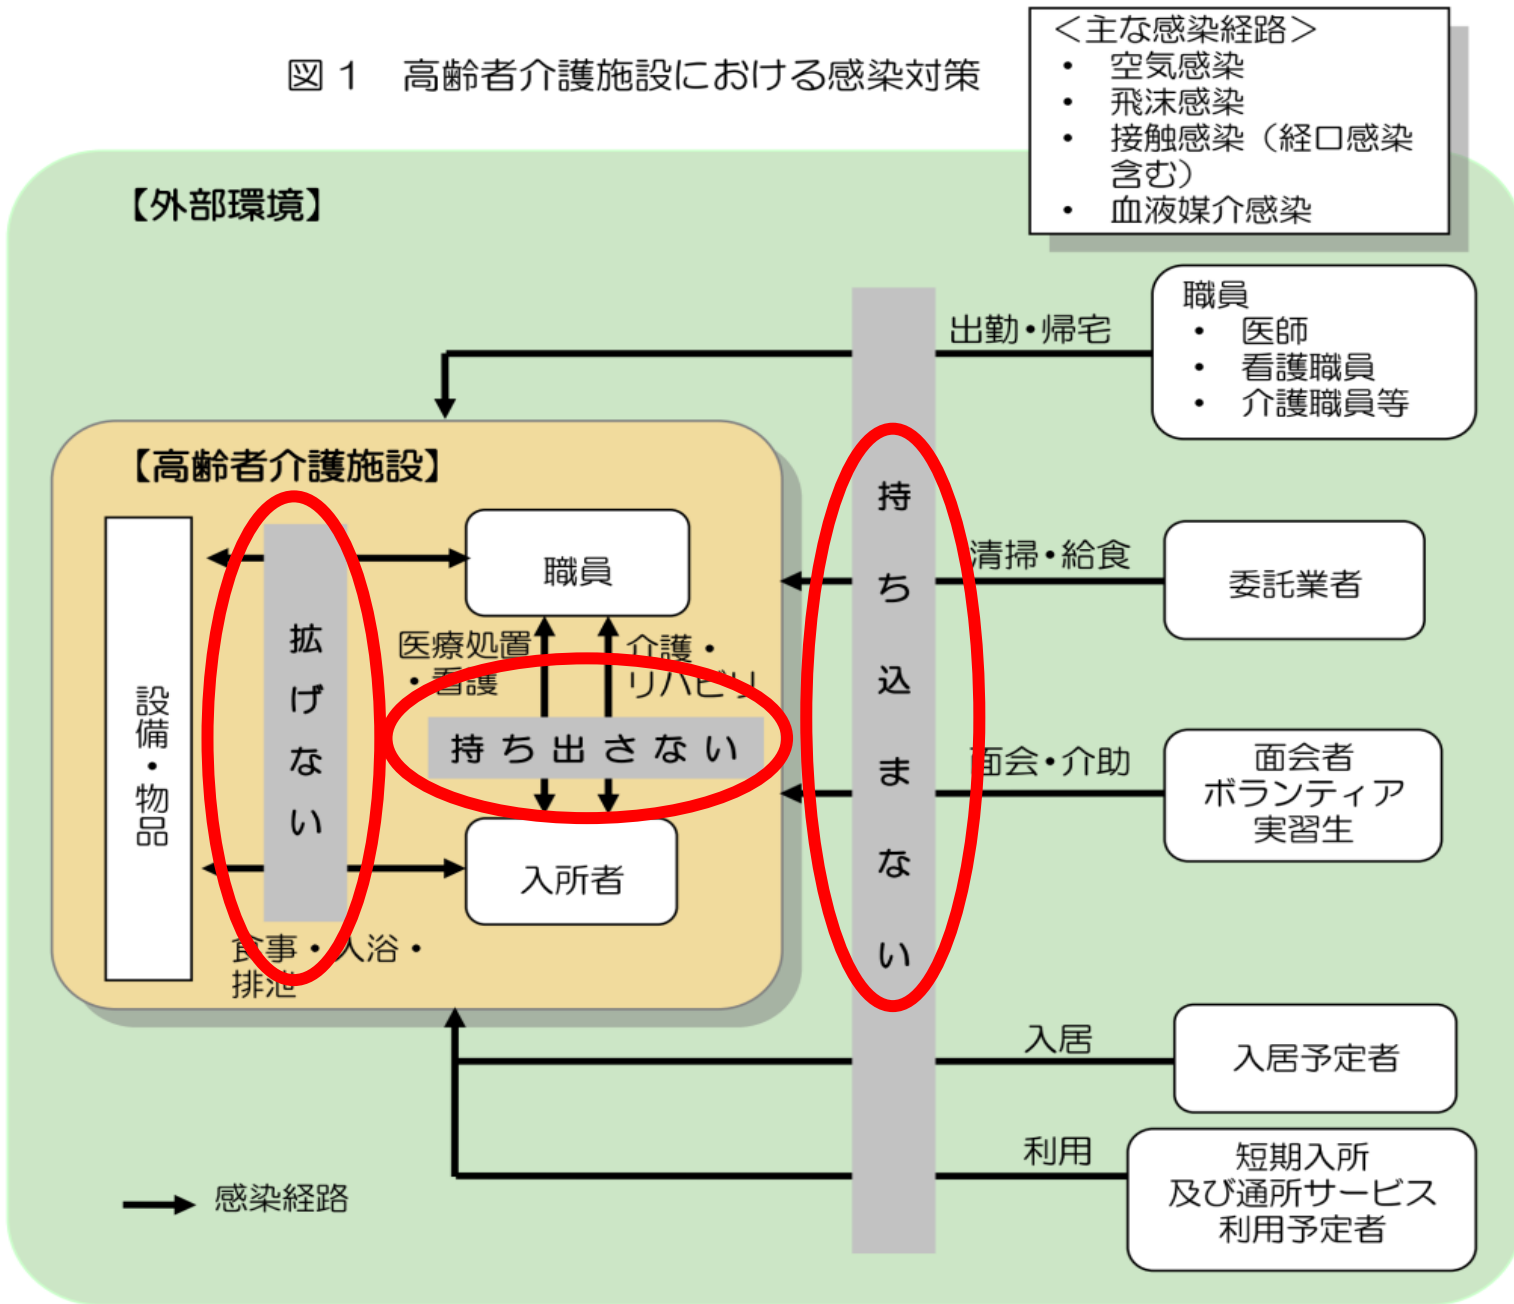 図1 高齢者介護施設における感染対策
＜主な感染経路＞
・ 空気感染
・ 飛沫感染
・ 接触感染（経口感染
含む）
・ 血液媒介感染
【外部環境】
出勤・帰宅
職員
・ 医師
・ 看護職員
・ 介護職員等
【高齢者介護施設】
設備・物品
拡げない
職員
医療処置
・看護
介護・
リハビリ
持ち出さない
入所者
食事・入浴・
排泄
持ち込まない
清掃・給食
委託業者
面会・介助
面会者
ボランティア
実習生
入居
入居予定者
利用
短期入所
及び通所サービス
利用予定者
感染経路